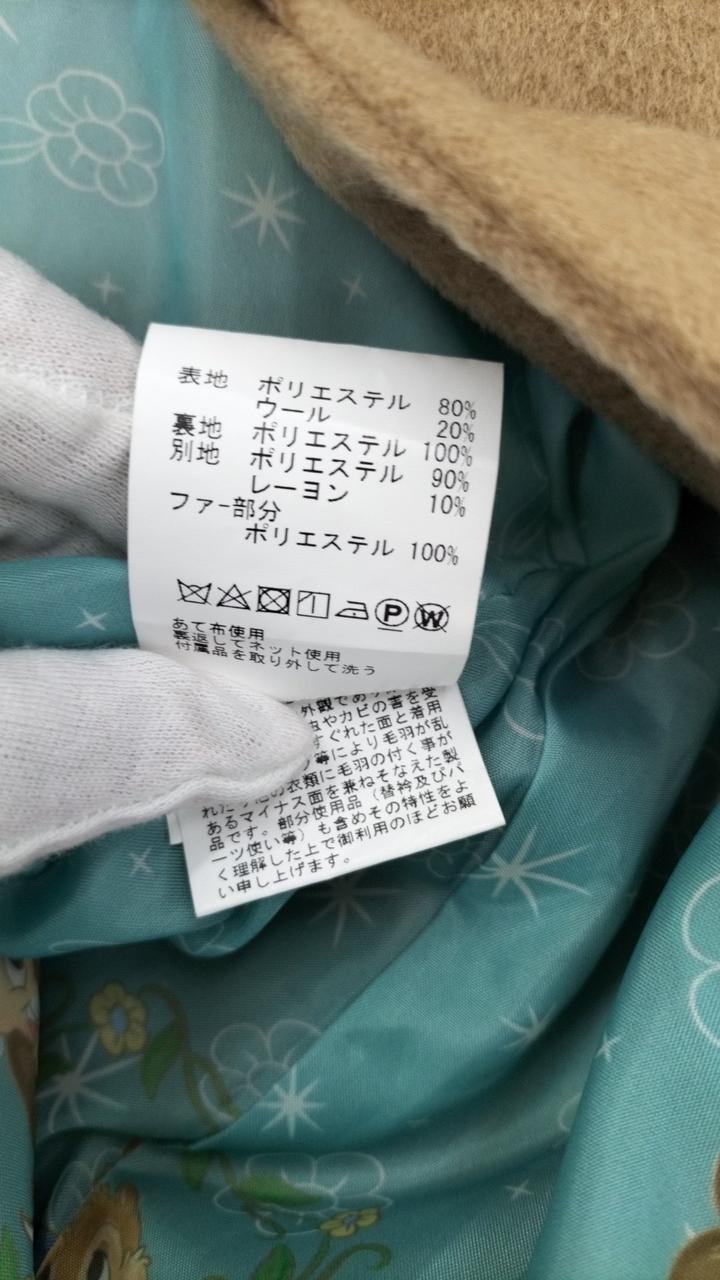 表地 ポリエステル 80%
ウール 20%
裏地 ポリエステル 100%
別地 ポリエステル 90%
レーヨン 10%
ファー部分
ポリエステル 100%
P W
あて布使用
裏返してネット使用
付属品を取り外して洗う
外観であり
虫やカビの害を受
すぐれた面と着用
等により毛羽が乱
の衣類に毛羽の付く事が
あるマイナス面を兼ねそなえた製
品です。部分使用品(替衿及びパ
ーツ使い等)も含めその特性をよ
く理解した上で御利用のほどお願
い申し上げます。